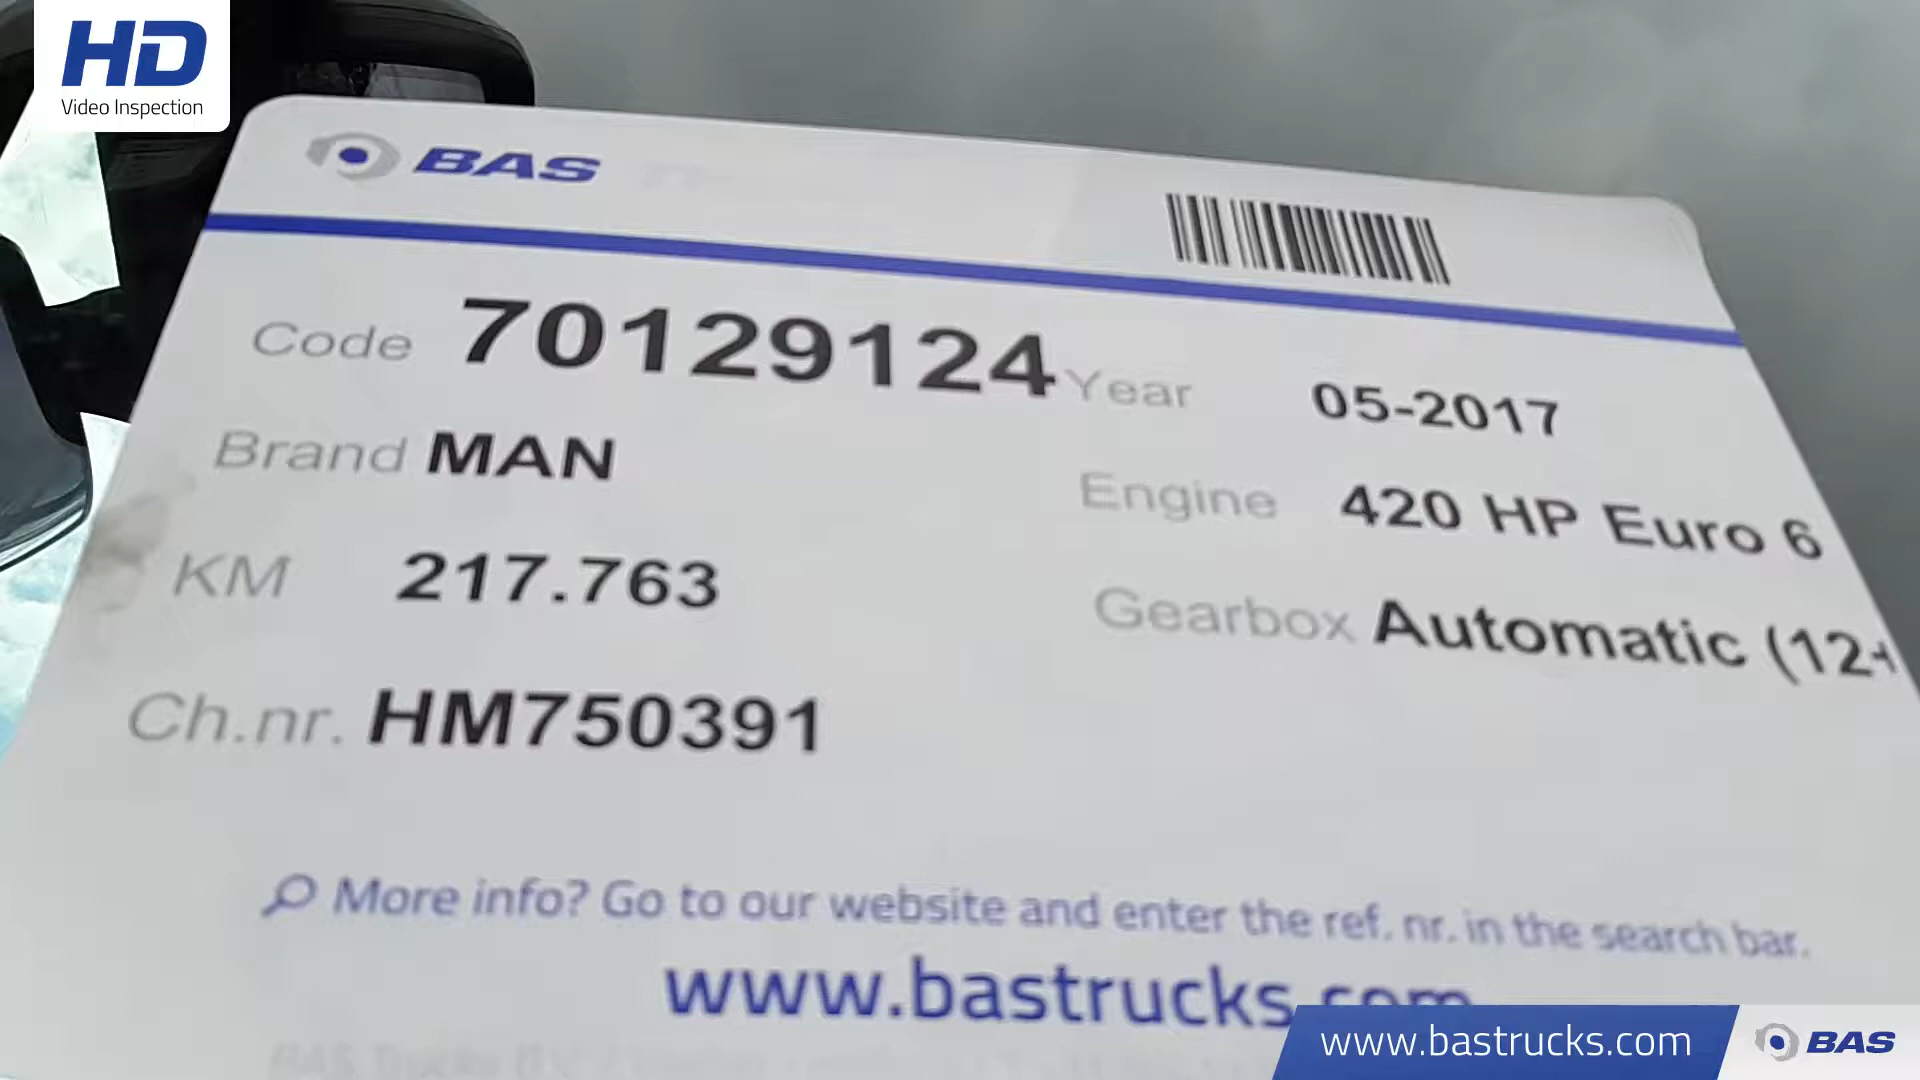 HD
Video Inspection
BAS
Code 70129124 Year 05-2017
Brand MAN
Engine 420 HP Euro 6
KM 217.763
Gearbox Automatic (12+
Ch.nr. HM750391
More info? Go to our website and enter the ref. nr. in the search bar.
www.bastrucks.com
www.bastrucks.com BAS